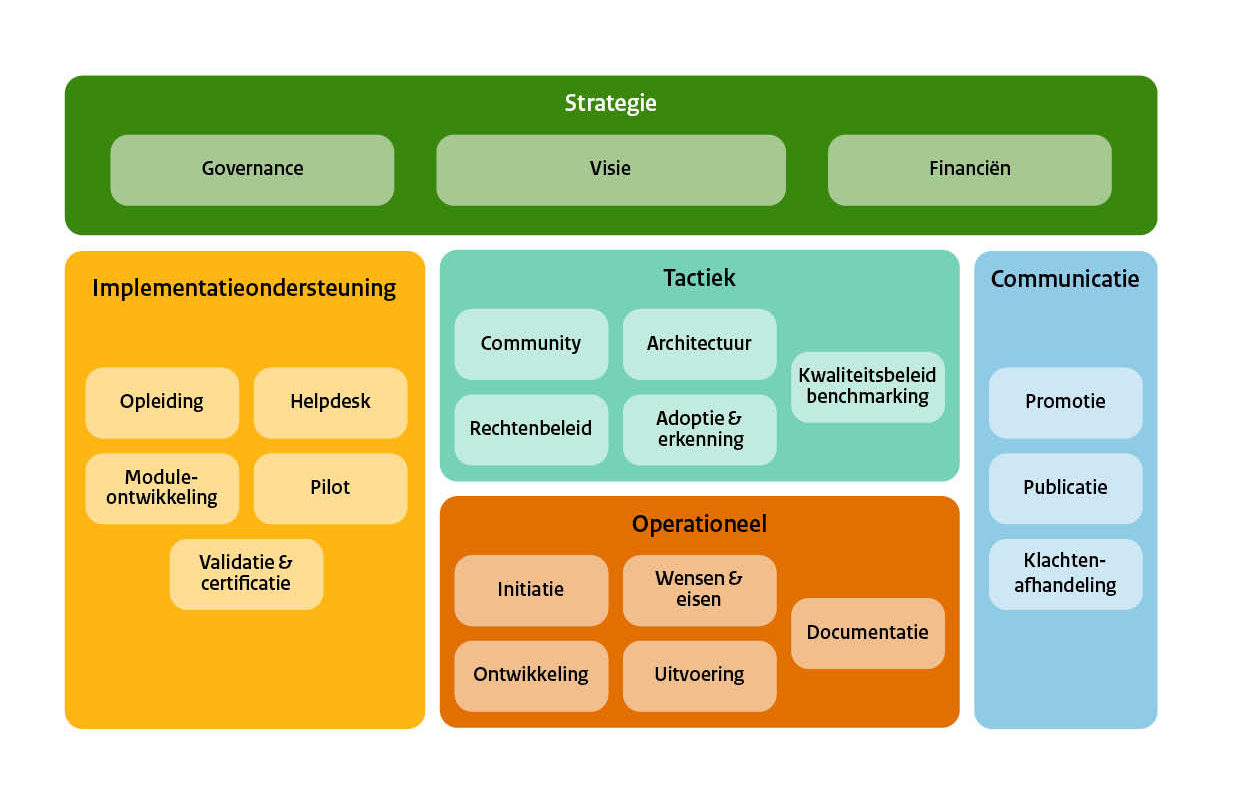 Strategie
Governance
Visie
Financiën
Implementatieondersteuning
Opleiding
Helpdesk
Module-
ontwikkeling
Pilot
Validatie &
certificatie
Tactiek
Community
Architectuur
Rechtenbeleid
Adoptie &
erkenning
Kwaliteitsbeleid
benchmarking
Operationeel
Initiatie
Wensen &
eisen
Ontwikkeling
Uitvoering
Documentatie
Communicatie
Promotie
Publicatie
Klachten-
afhandeling